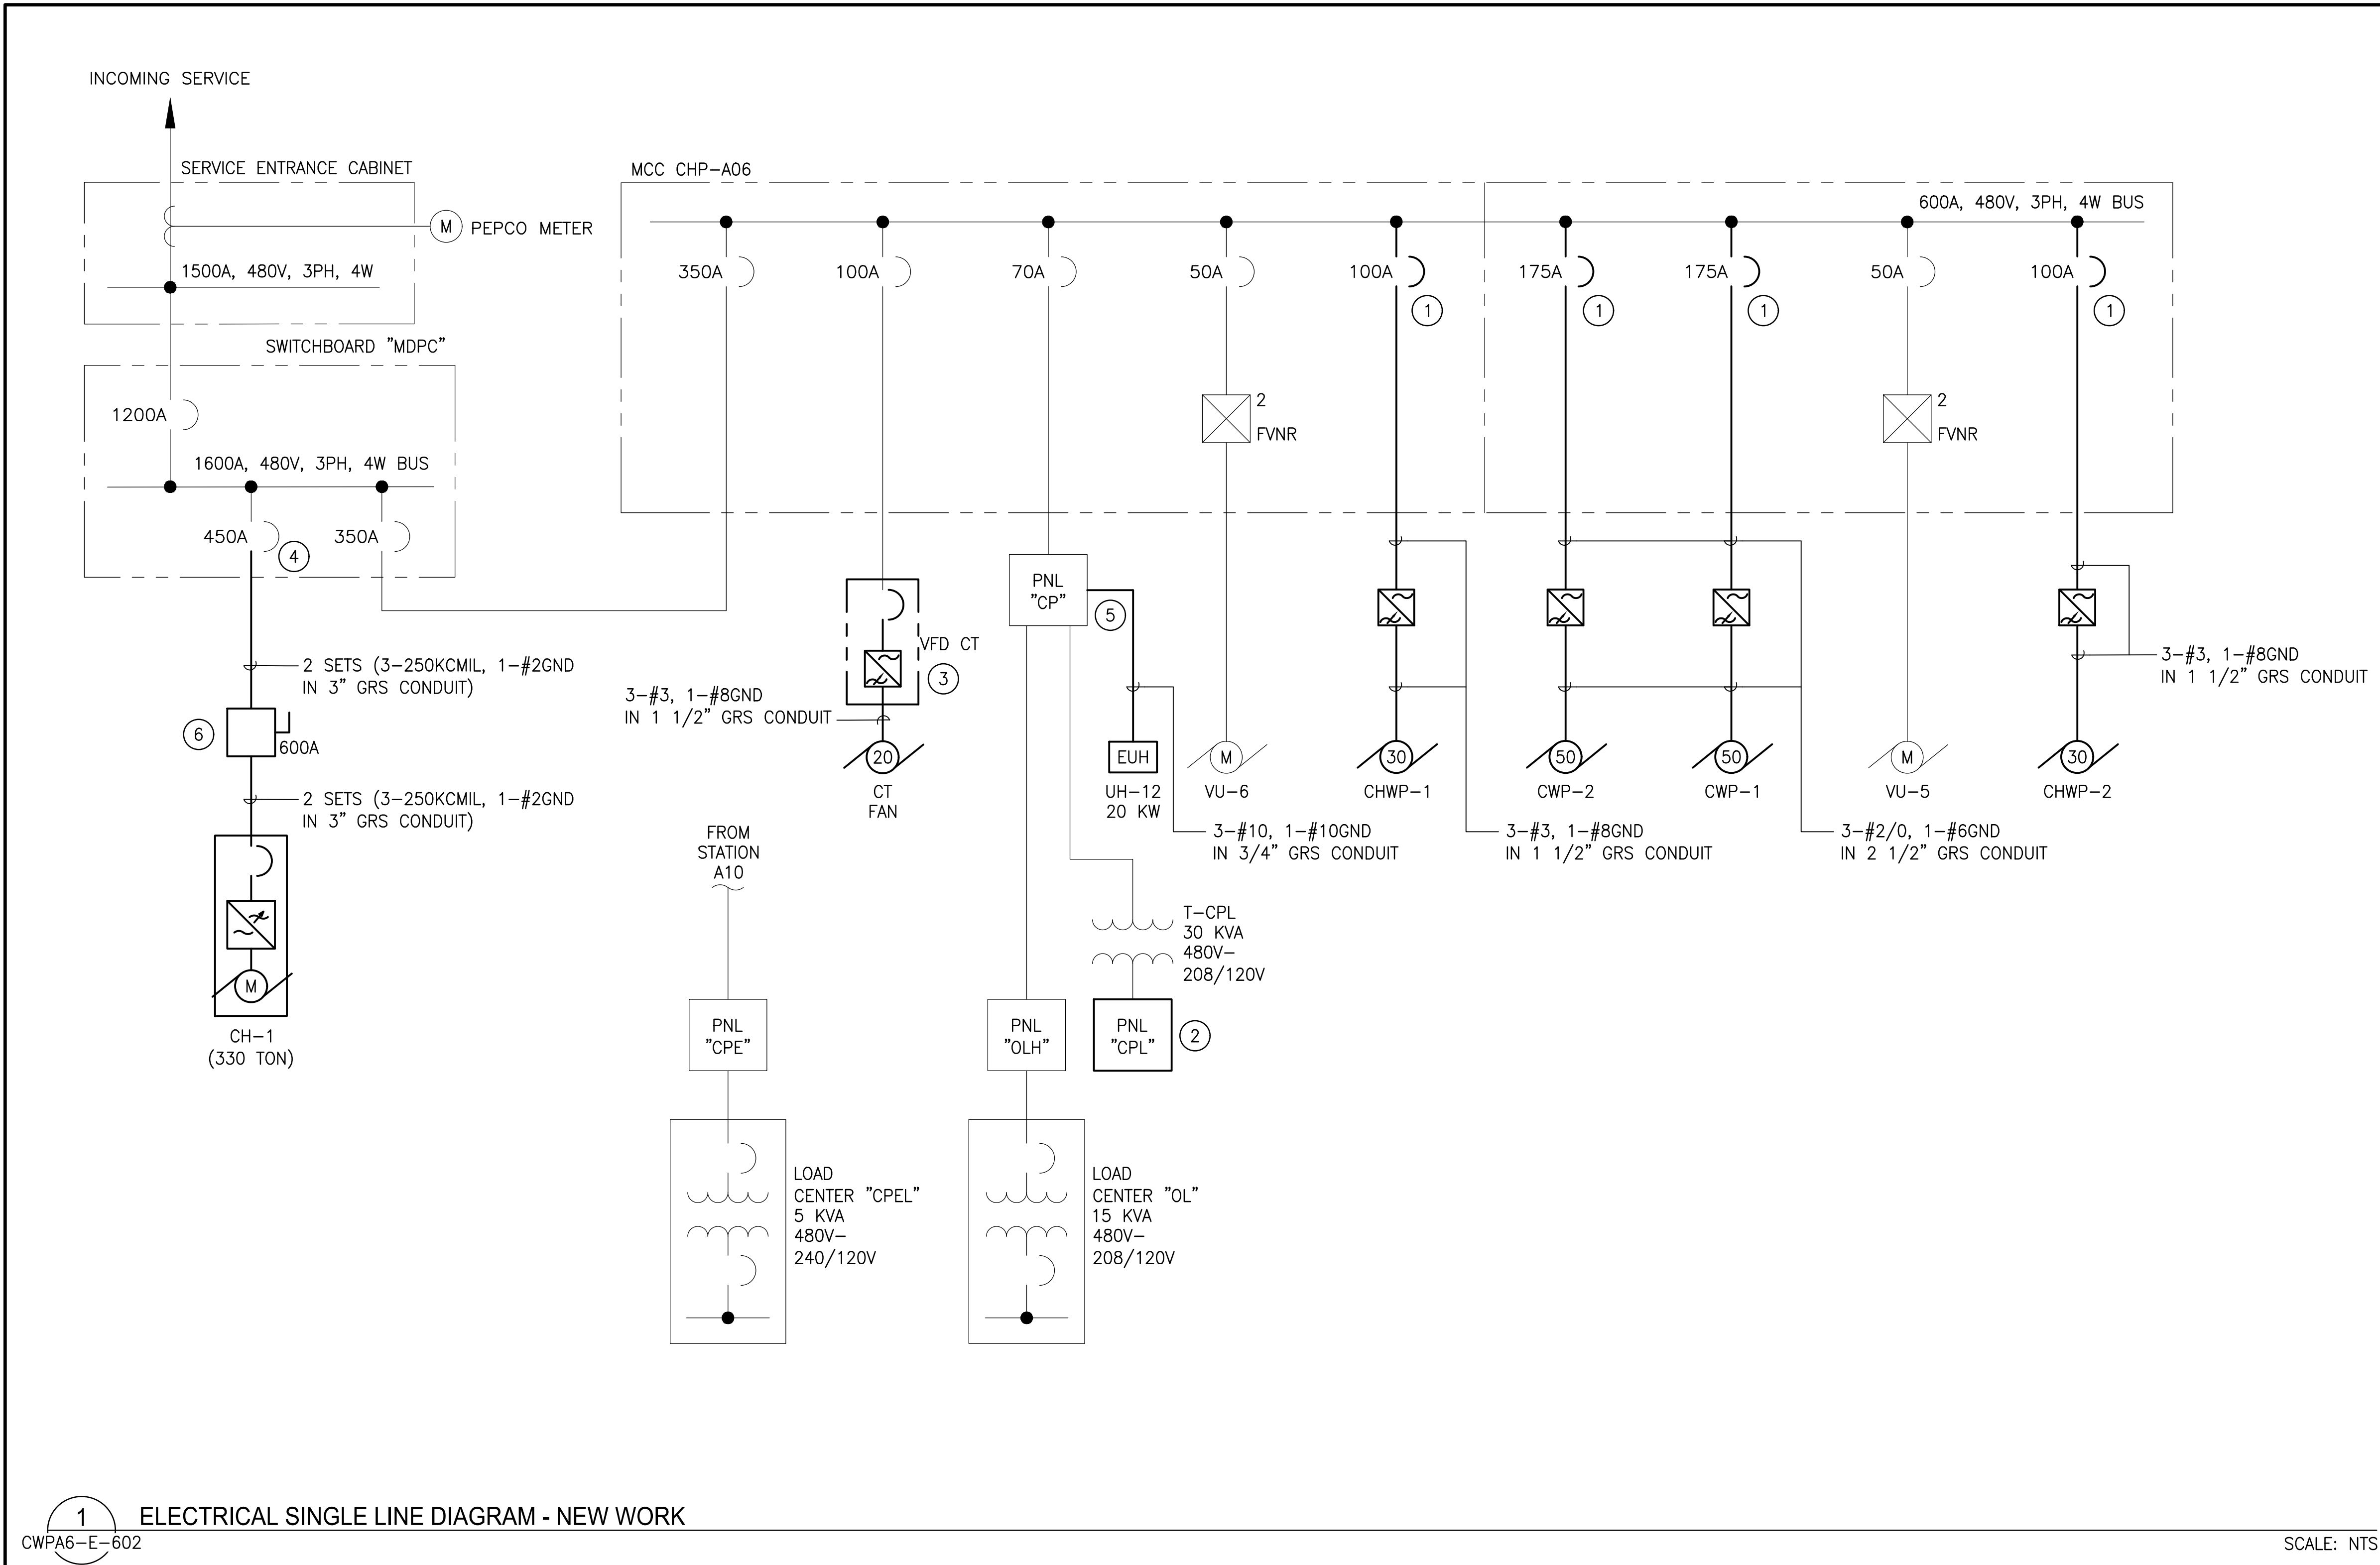 INCOMING SERVICE
SERVICE ENTRANCE CABINET
M PEPCO METER
1500A, 480V, 3PH, 4W
SWITCHBOARD "MDPC"
1200A
1600A, 480V, 3PH, 4W BUS
450A
4
350A
2 SETS (3-250KCMIL, 1-#2GND
IN 3" GRS CONDUIT)
6
600A
2 SETS (3-250KCMIL, 1-#2GND
IN 3" GRS CONDUIT)
M
CH-1
(330 TON)
MCC CHP-A06
600A, 480V, 3PH, 4W BUS
350A
100A
70A
50A
100A
175A
175A
50A
100A
1
1
1
1
2
FVNR
2
FVNR
VFD CT
3
3-#3, 1-#8GND
IN 1 1/2" GRS CONDUIT
20
CT
FAN
PNL
"CP"
5
EUH
UH-12
20 KW
3-#10, 1-#10GND
IN 3/4" GRS CONDUIT
M
VU-6
30
CHWP-1
3-#3, 1-#8GND
IN 1 1/2" GRS CONDUIT
50
CWP-2
50
CWP-1
3-#2/0, 1-#6GND
IN 2 1/2" GRS CONDUIT
M
VU-5
30
CHWP-2
3-#3, 1-#8GND
IN 1 1/2" GRS CONDUIT
FROM
STATION
A10
PNL
"CPE"
LOAD
CENTER "CPEL"
5 KVA
480V-
240/120V
PNL
"OLH"
LOAD
CENTER "OL"
15 KVA
480V-
208/120V
T-CPL
30 KVA
480V-
208/120V
PNL
"CPL"
2
1
CWPA6-E-602
ELECTRICAL SINGLE LINE DIAGRAM - NEW WORK
SCALE: NTS